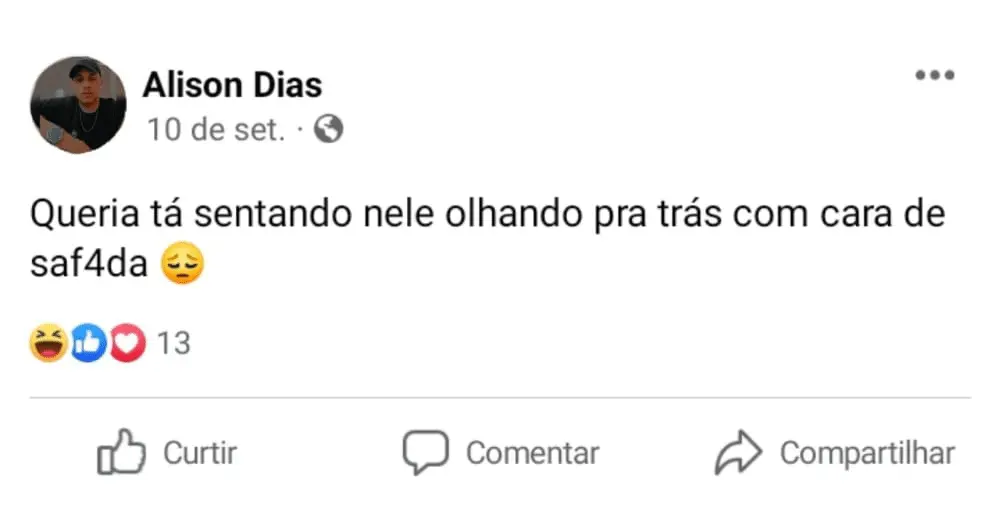 Alison Dias
10 de set. ·
Queria tá sentando nele olhando pra trás com cara de
saf4da 😔
13
Curtir Comentar Compartilhar